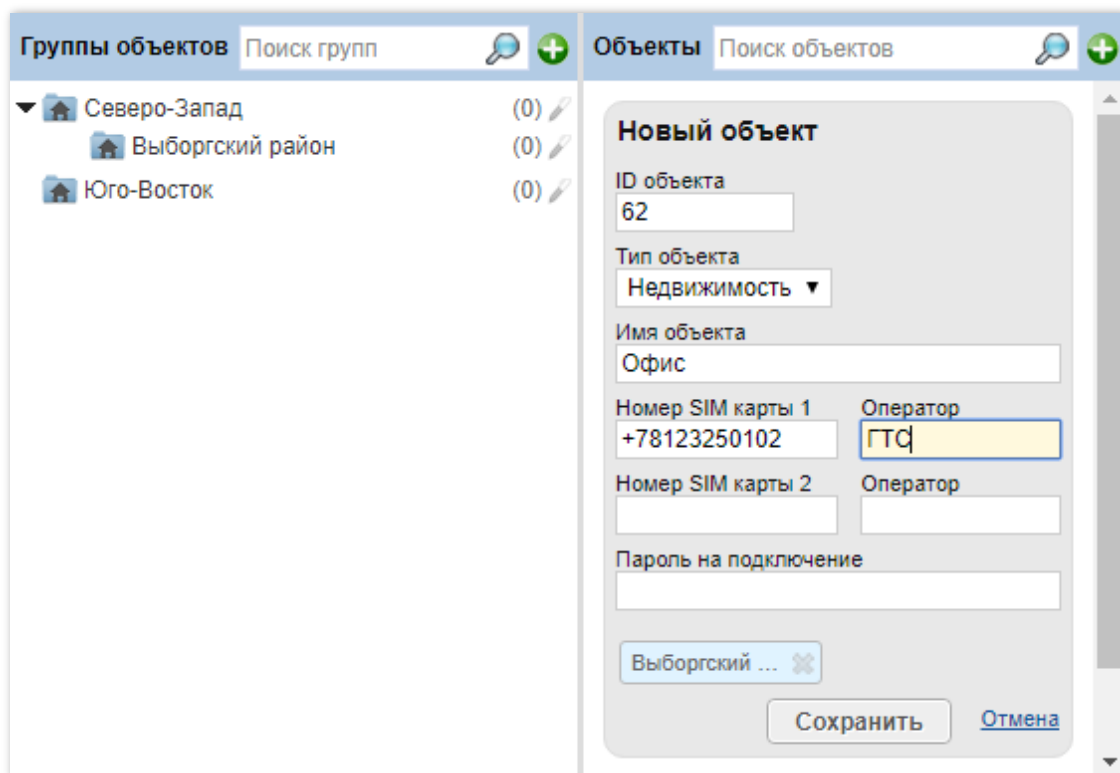 Группы объектов Поиск групп
Северо-Запад (0)
Выборгский район (0)
Юго-Восток (0)
Объекты Поиск объектов
Новый объект
ID объекта
62
Тип объекта
Недвижимость
Имя объекта
Офис
Номер SIM карты 1 Оператор
+78123250102 ГТС
Номер SIM карты 2 Оператор
Пароль на подключение
Выборгский ...
Сохранить Отмена